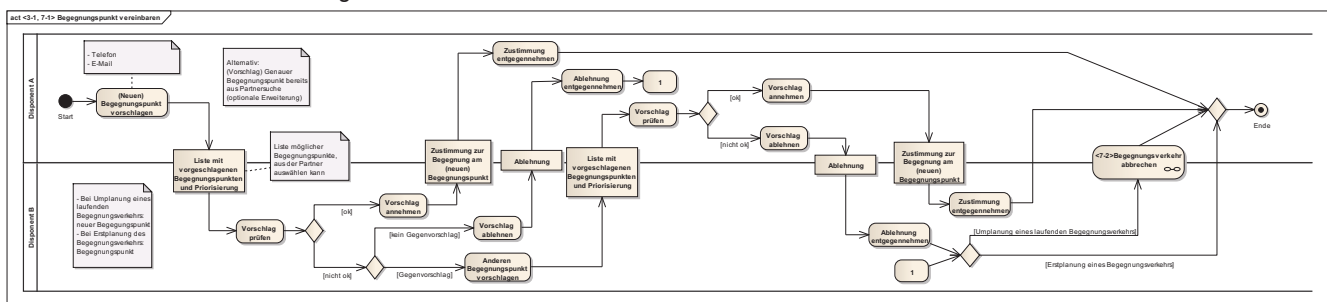 act <3-1, 7-1> Begegnungspunkt vereinbaren
Disponent A
- Telefon
- E-Mail
Alternativ:
(Vorschlag) Genauer
Begegnungspunkt bereits
aus Partnersuche
(optionale Erweiterung)
Start
(Neuen)
Begegnungspunkt
vorschlagen
Liste möglicher
Begegnungspunkte,
aus der Partner
auswählen kann
Liste mit
vorgeschlagenen
Begegnungspunkten
und Priorisierung
Zustimmung
entgegennehmen
Ablehnung
entgegennehmen
1
Zustimmung zur
Begegnung am
(neuen)
Begegnungspunkt
Ablehnung
Liste mit
vorgeschlagenen
Begegnungspunkten
und Priorisierung
Vorschlag
prüfen
[ok]
Vorschlag
annehmen
[nicht ok]
Vorschlag
ablehnen
Ablehnung
Zustimmung zur
Begegnung am
(neuen)
Begegnungspunkt
<7-2>Begegnungsverkehr
abbrechen
Ende
Disponent B
- Bei Umplanung eines
laufenden
Begegnungsverkehrs:
neuer Begegungspunkt
- Bei Erstplanung des
Begegnungsverkehrs:
Begegnungspunkt
Vorschlag
prüfen
[ok]
Vorschlag
annehmen
[nicht ok]
[kein Gegenvorschlag]
Vorschlag
ablehnen
[Gegenvorschlag]
Anderen
Begegnungspunkt
vorschlagen
Zustimmung
entgegennehmen
Ablehnung
entgegennehmen
1
[Umplanung eines laufenden Begegnungsverkehrs]
[Erstplanung eines Begegnungsverkehrs]